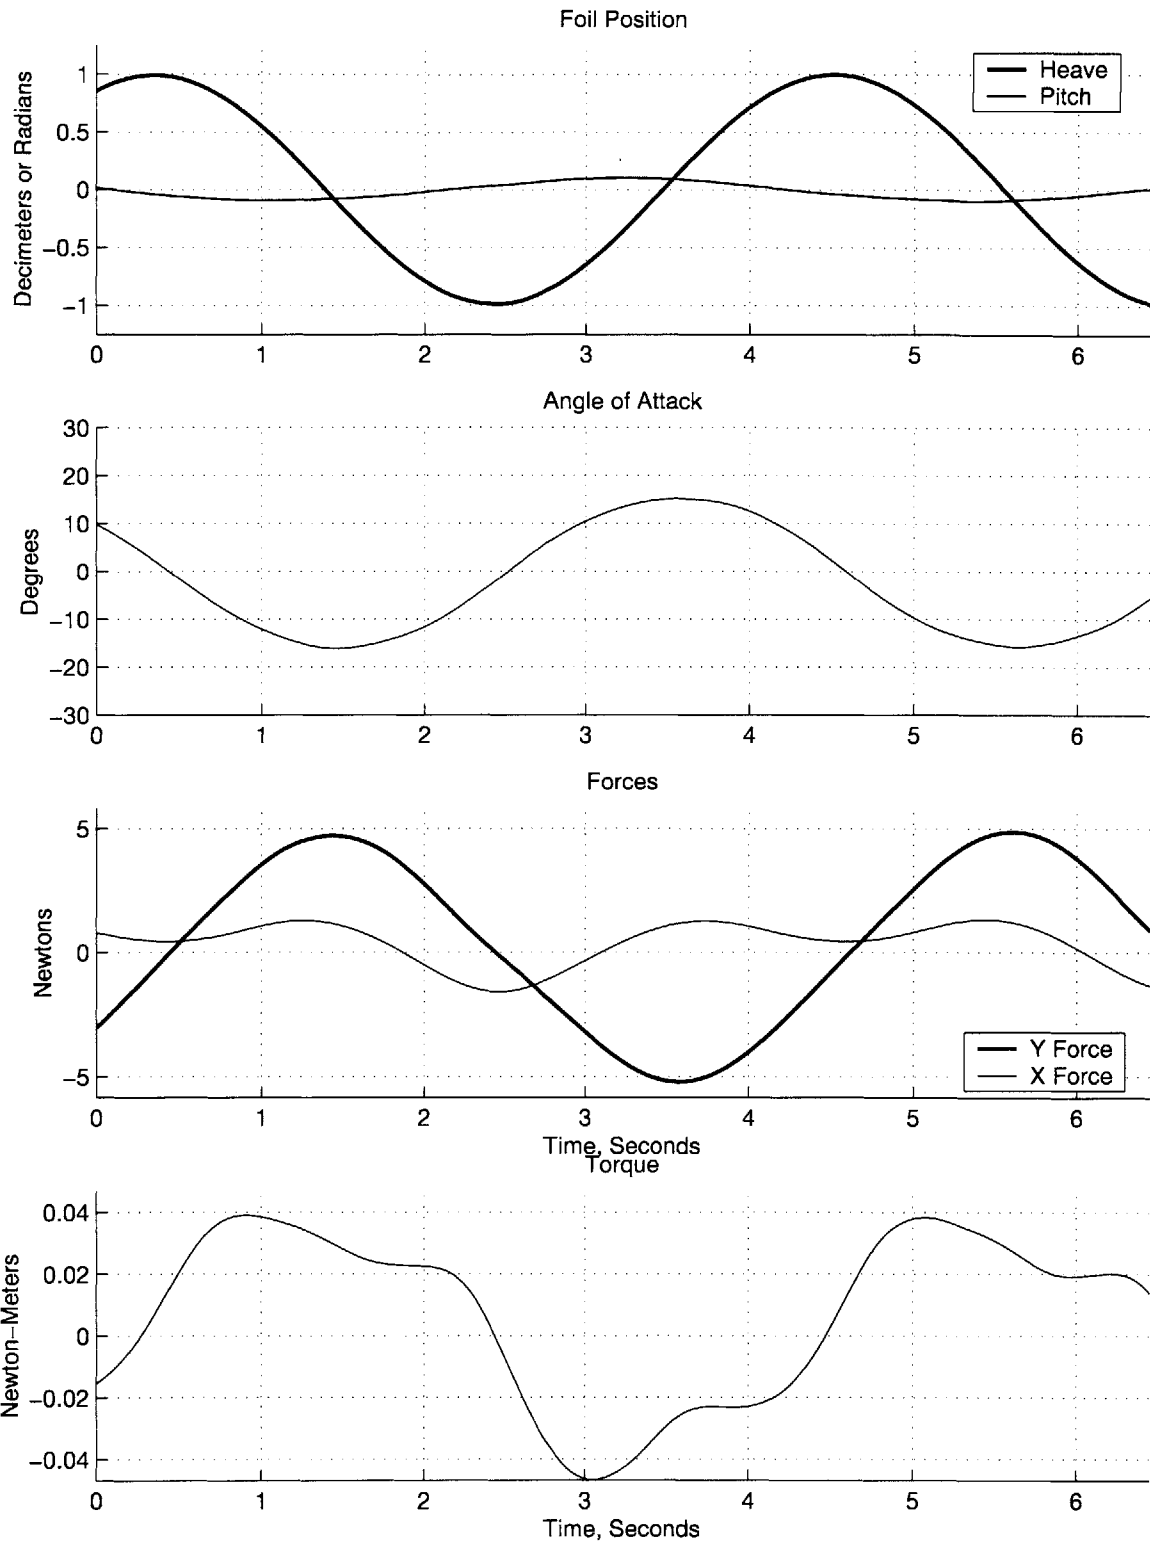 Foil Position
Decimeters or Radians
1
0.5
0
−0.5
−1
Heave
Pitch
0 1 2 3 4 5 6
Angle of Attack
Degrees
30
20
10
0
−10
−20
−30
0 1 2 3 4 5 6
Forces
Newtons
5
0
−5
Y Force
X Force
0 1 2 3 4 5 6
Time, Seconds
Torque
Newton−Meters
0.04
0.02
0
−0.02
−0.04
0 1 2 3 4 5 6
Time, Seconds